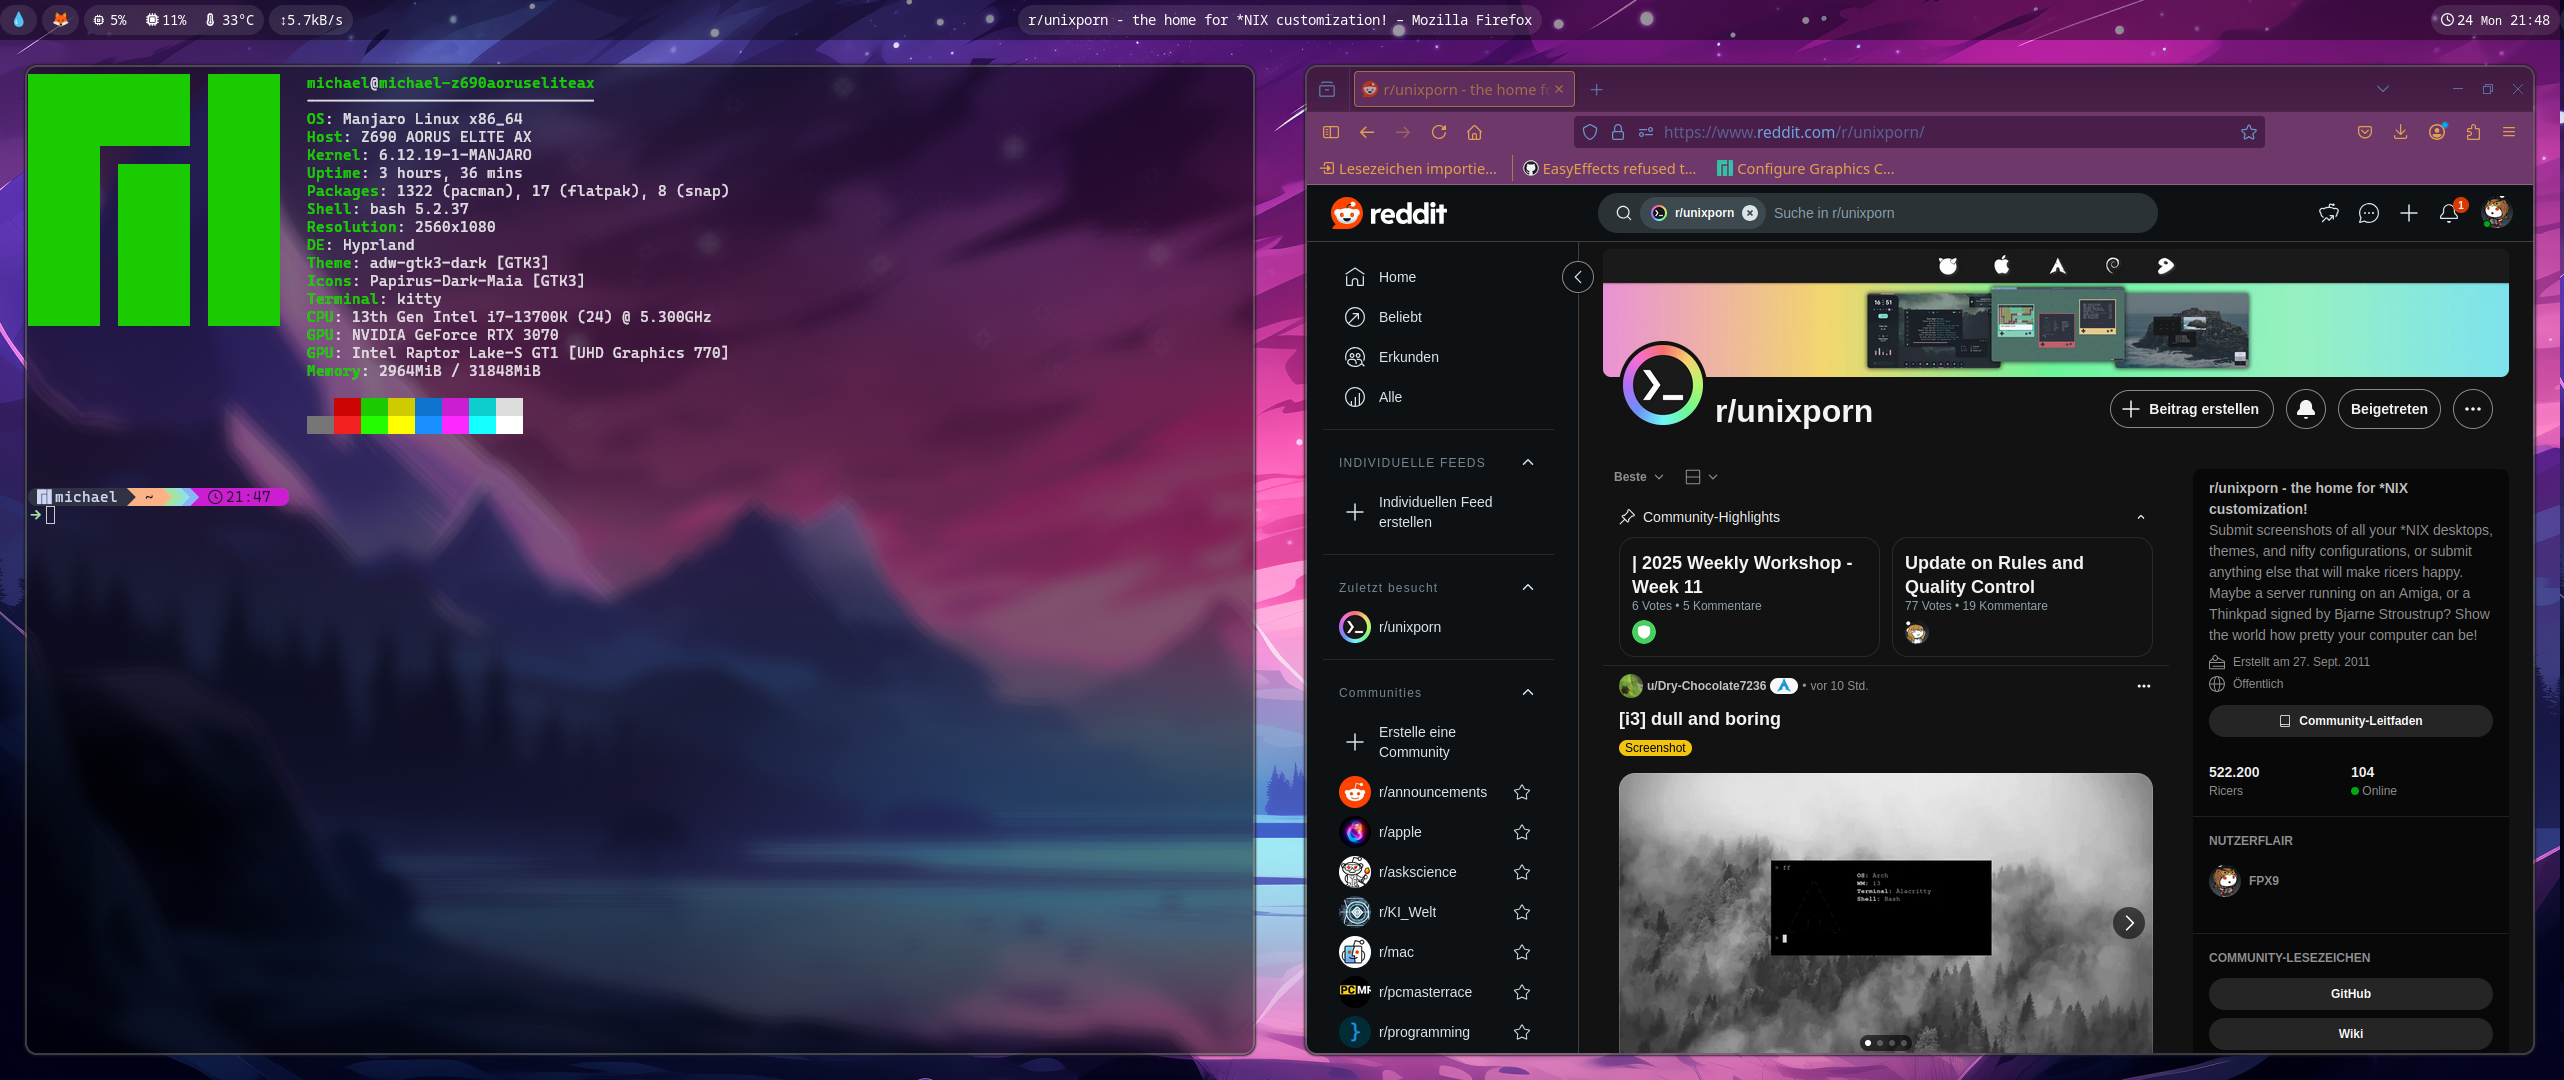 5% 11% 33°C ↕5.7kB/s
r/unixporn - the home for *NIX customization! – Mozilla Firefox
24 Mon 21:48
michael@michael-z690aoruseliteax
OS: Manjaro Linux x86_64
Host: Z690 AORUS ELITE AX
Kernel: 6.12.19-1-MANJARO
Uptime: 3 hours, 36 mins
Packages: 1322 (pacman), 17 (flatpak), 8 (snap)
Shell: bash 5.2.37
Resolution: 2560x1080
DE: Hyprland
Theme: adw-gtk3-dark [GTK3]
Icons: Papirus-Dark-Maia [GTK3]
Terminal: kitty
CPU: 13th Gen Intel i7-13700K (24) @ 5.300GHz
GPU: NVIDIA GeForce RTX 3070
GPU: Intel Raptor Lake-S GT1 [UHD Graphics 770]
Memory: 2964MiB / 31848MiB
michael ~ 21:47
→
r/unixporn - the home f
https://www.reddit.com/r/unixporn/
Lesezeichen importie...
EasyEffects refused t...
Configure Graphics C...
reddit
r/unixporn
Suche in r/unixporn
1
Home
Beliebt
Erkunden
Alle
INDIVIDUELLE FEEDS
Individuellen Feed
erstellen
Zuletzt besucht
r/unixporn
Communities
Erstelle eine
Community
r/announcements
r/apple
r/askscience
r/KI_Welt
r/mac
PCMR
r/pcmasterrace
r/programming
r/unixporn
Beitrag erstellen
Beigetreten
Beste
Community-Highlights
| 2025 Weekly Workshop -
Week 11
6 Votes • 5 Kommentare
Update on Rules and
Quality Control
77 Votes • 19 Kommentare
u/Dry-Chocolate7236 • vor 10 Std.
[i3] dull and boring
Screenshot
> ff
OS: Arch
WM: i3
Terminal: Alacritty
Shell: Bash
r/unixporn - the home for *NIX
customization!
Submit screenshots of all your *NIX desktops,
themes, and nifty configurations, or submit
anything else that will make ricers happy.
Maybe a server running on an Amiga, or a
Thinkpad signed by Bjarne Stroustrup? Show
the world how pretty your computer can be!
Erstellt am 27. Sept. 2011
Öffentlich
Community-Leitfaden
522.200
Ricers
104
Online
NUTZERFLAIR
FPX9
COMMUNITY-LESEZEICHEN
GitHub
Wiki